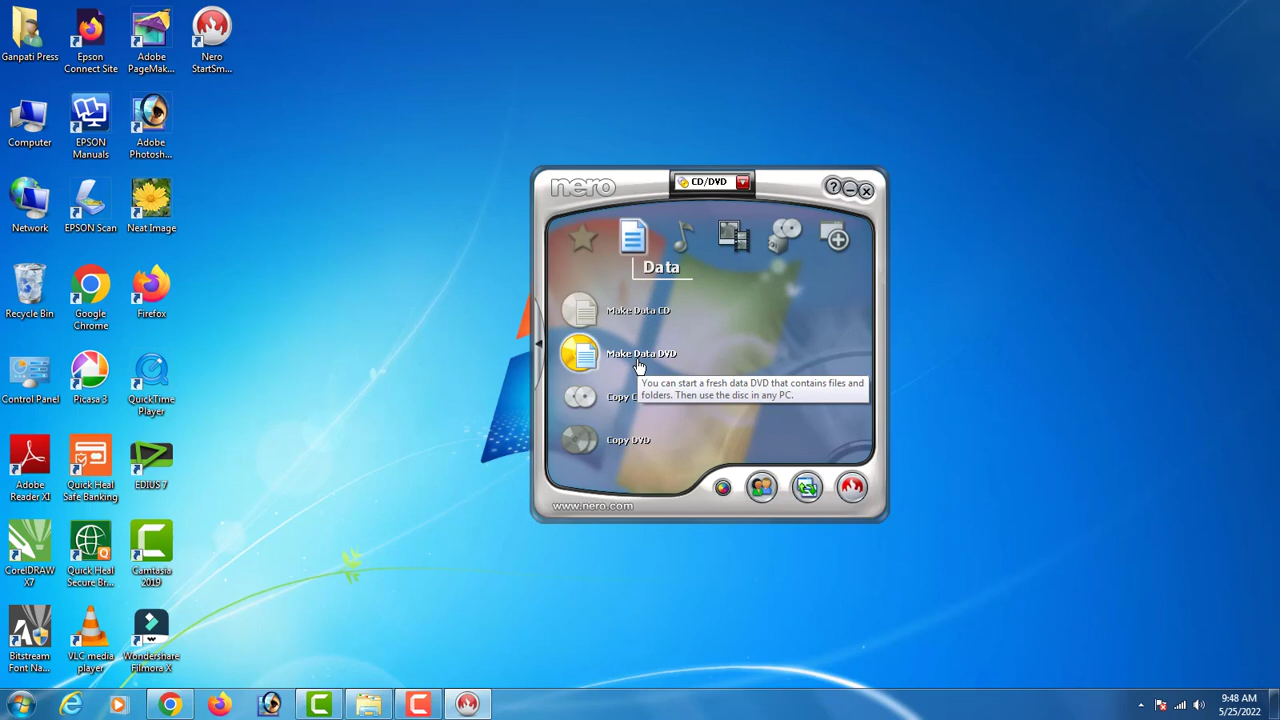 Ganpati Press
Epson
Connect Site
Adobe
PageMak...
Nero
StartSm...
Computer
EPSON
Manuals
Adobe
Photosh...
Network
EPSON Scan
Neat Image
Recycle Bin
Google
Chrome
Firefox
Control Panel
Picasa 3
QuickTime
Player
Adobe
Reader XI
Quick Heal
Safe Banking
EDIUS 7
CorelDRAW
X7
Quick Heal
Secure Br...
Camtasia
2019
Bitstream
Font Na...
VLC media
player
Wondershare
Filmora X
nero
CD/DVD
Data
Make Data CD
Make Data DVD
You can start a fresh data DVD that contains files and
folders. Then use the disc in any PC.
Copy C
Copy DVD
www.nero.com
9:48 AM
5/25/2022